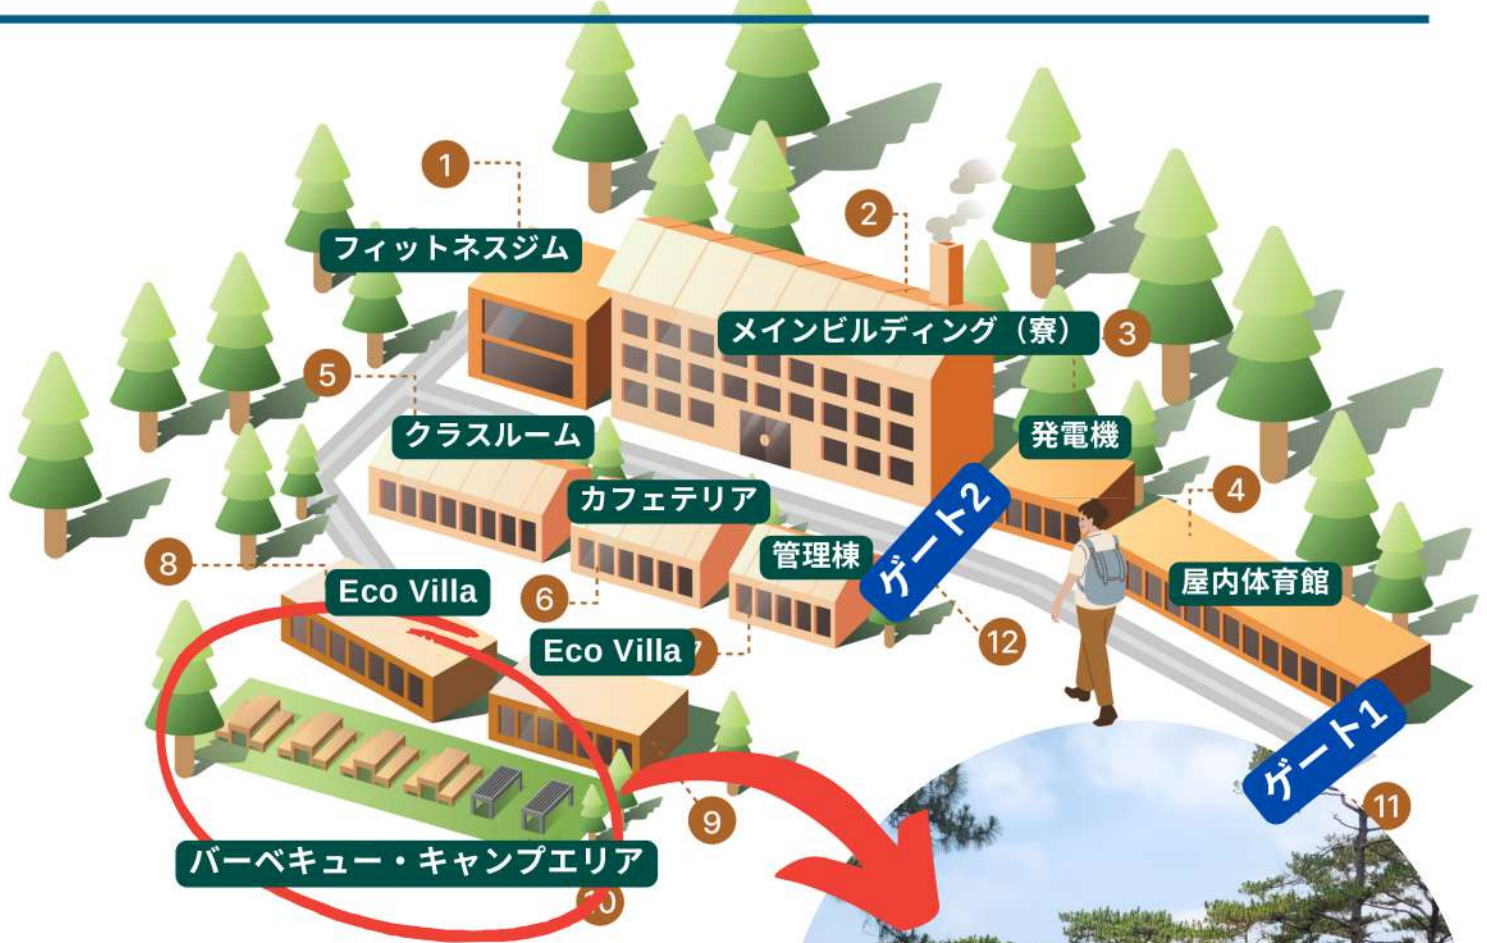 1
フィットネスジム
2
メインビルディング（寮）
3
5
クラスルーム
発電機
4
カフェテリア
ゲート2
管理棟
屋内体育館
8
Eco Villa
6
Eco Villa
7
12
ゲート1
9
11
バーベキュー・キャンプエリア
10